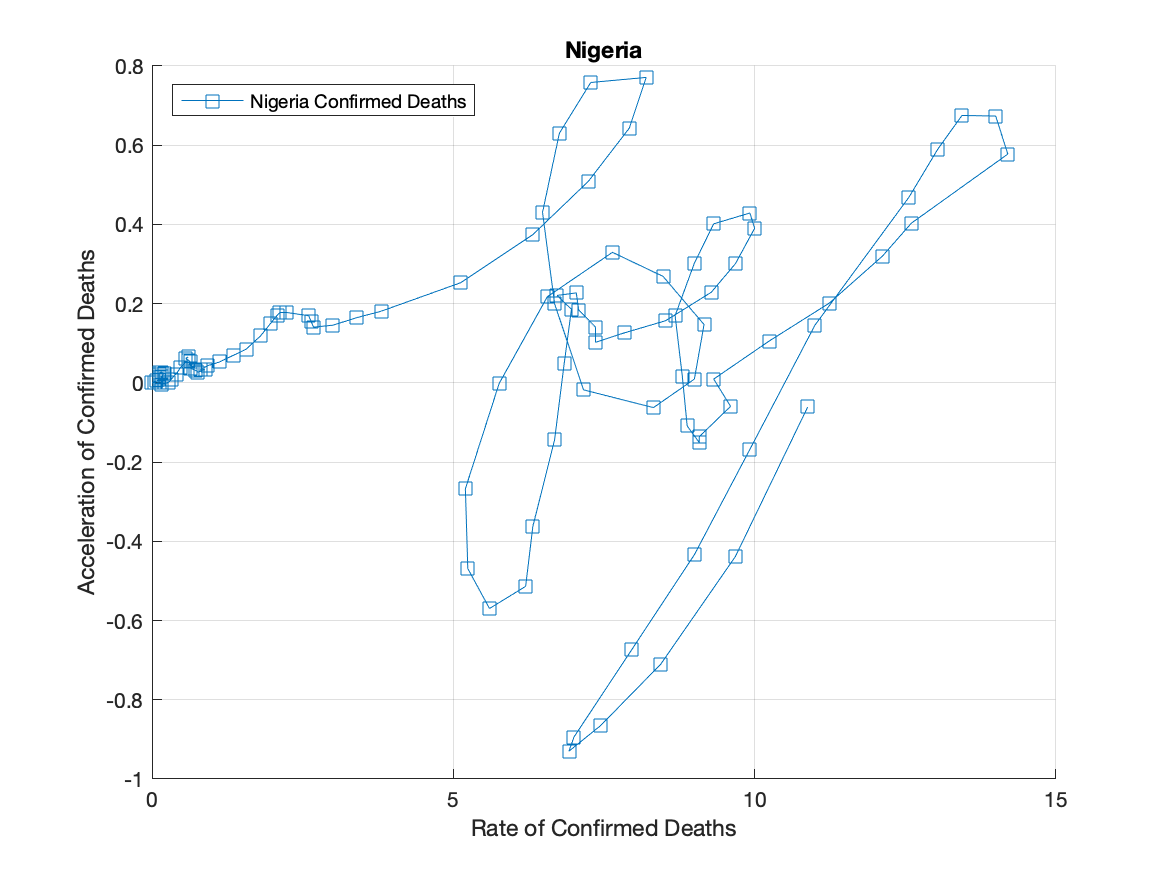 Nigeria
Nigeria Confirmed Deaths
0.8
0.6
0.4
0.2
0
-0.2
-0.4
-0.6
-0.8
-1
Acceleration of Confirmed Deaths
0 5 10 15
Rate of Confirmed Deaths